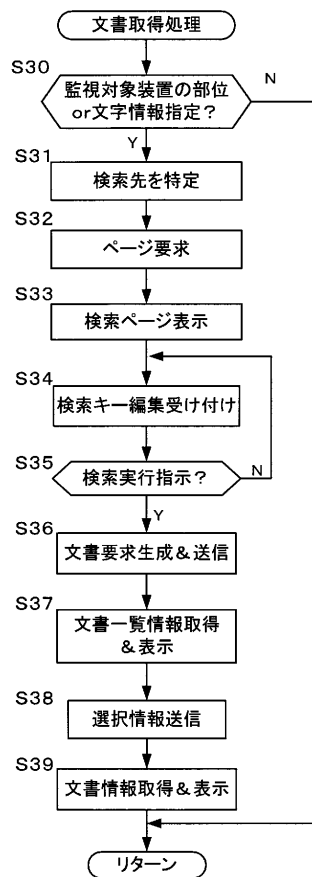 文書取得処理
S30
監視対象装置の部位
or文字情報指定？
N
Y
S31
検索先を特定
S32
ページ要求
S33
検索ページ表示
S34
検索キー編集受け付け
S35
検索実行指示？
N
Y
S36
文書要求生成＆送信
S37
文書一覧情報取得
＆表示
S38
選択情報送信
S39
文書情報取得＆表示
リターン